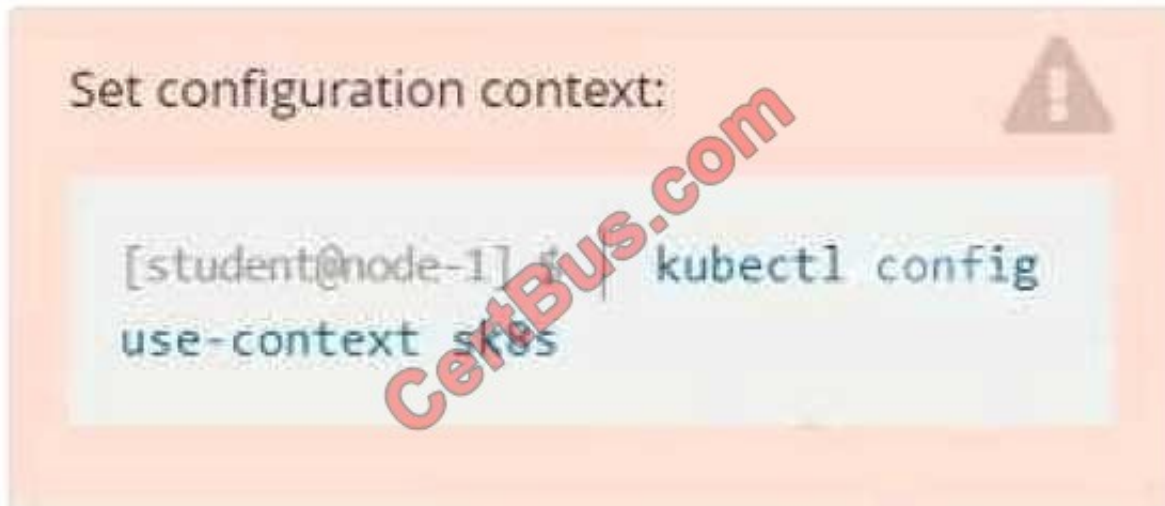 Set configuration context:
[student@node-1] $ | kubectl config
use-context sk8s
CertBus.com